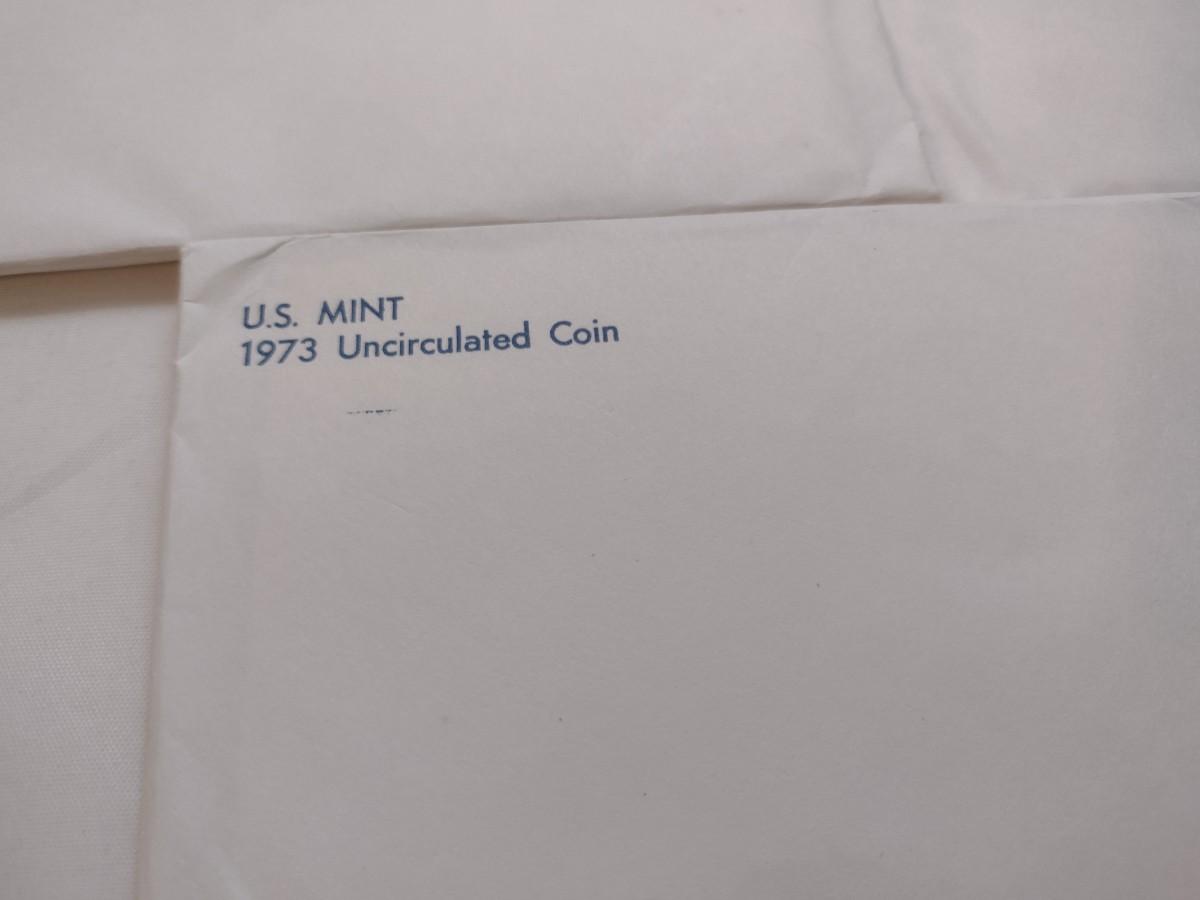 U.S. MINT
1973 Uncirculated Coin